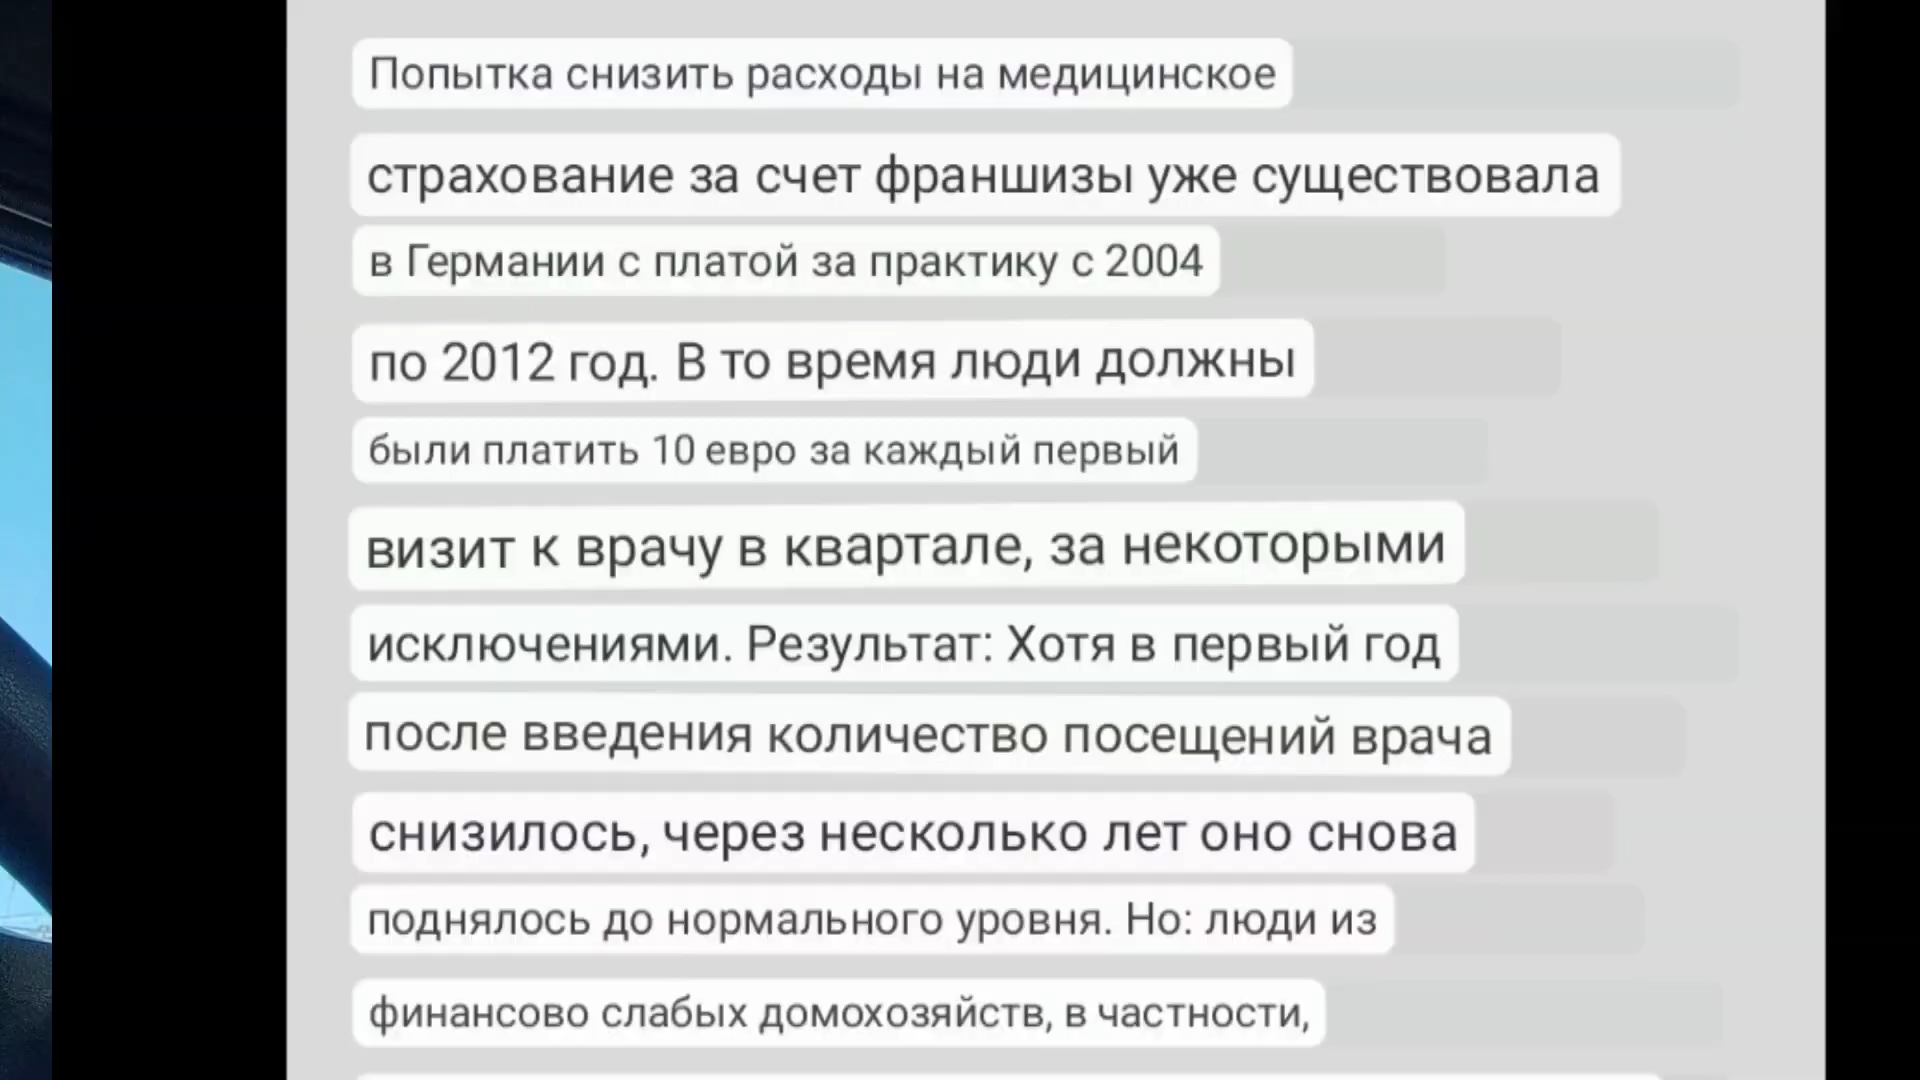 Попытка снизить расходы на медицинское
страхование за счет франшизы уже существовала
в Германии с платой за практику с 2004
по 2012 год. В то время люди должны
были платить 10 евро за каждый первый
визит к врачу в квартале, за некоторыми
исключениями. Результат: Хотя в первый год
после введения количество посещений врача
снизилось, через несколько лет оно снова
поднялось до нормального уровня. Но: люди из
финансово слабых домохозяйств, в частности,